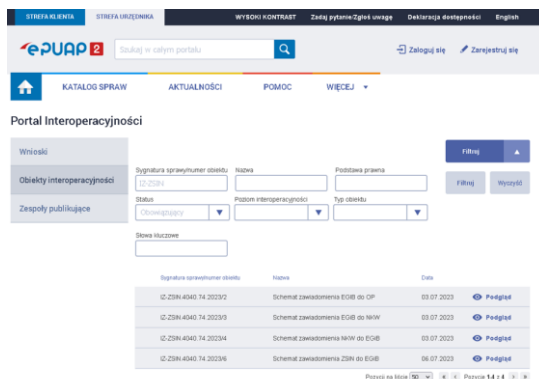 STREFA KLIENTA STREFA URZĘDNIKA WYSOKI KONTRAST Zadaj pytanie/Zgłoś uwagę Deklaracja dostępności English
ePUAP 2 Szukaj w całym portalu Zaloguj się Zarejestruj się
KATALOG SPRAW AKTUALNOŚCI POMOC WIĘCEJ
Portal Interoperacyjności
Wnioski
Obiekty interoperacyjności
Zespoły publikujące
Filtruj
Sygnatura sprawy/numer obiektu Nazwa Podstawa prawna
IZ-ZSIN Filtruj Wyczyść
Status Poziom interoperacyjności Typ obiektu
Obowiązujący
Słowa kluczowe
Sygnatura sprawy/numer obiektu Nazwa Data
IZ-ZSIN.4040.74.2023/2 Schemat zawiadomienia EGiB do OP 03.07.2023 Podgląd
IZ-ZSIN.4040.74.2023/3 Schemat zawiadomienia EGiB do NKW 03.07.2023 Podgląd
IZ-ZSIN.4040.74.2023/4 Schemat zawiadomienia NKW do EGiB 03.07.2023 Podgląd
IZ-ZSIN.4040.74.2023/6 Schemat zawiadomienia ZSIN do EGiB 06.07.2023 Podgląd
Pozycji na liście 50 « < Pozycje 1-4 z 4 > »